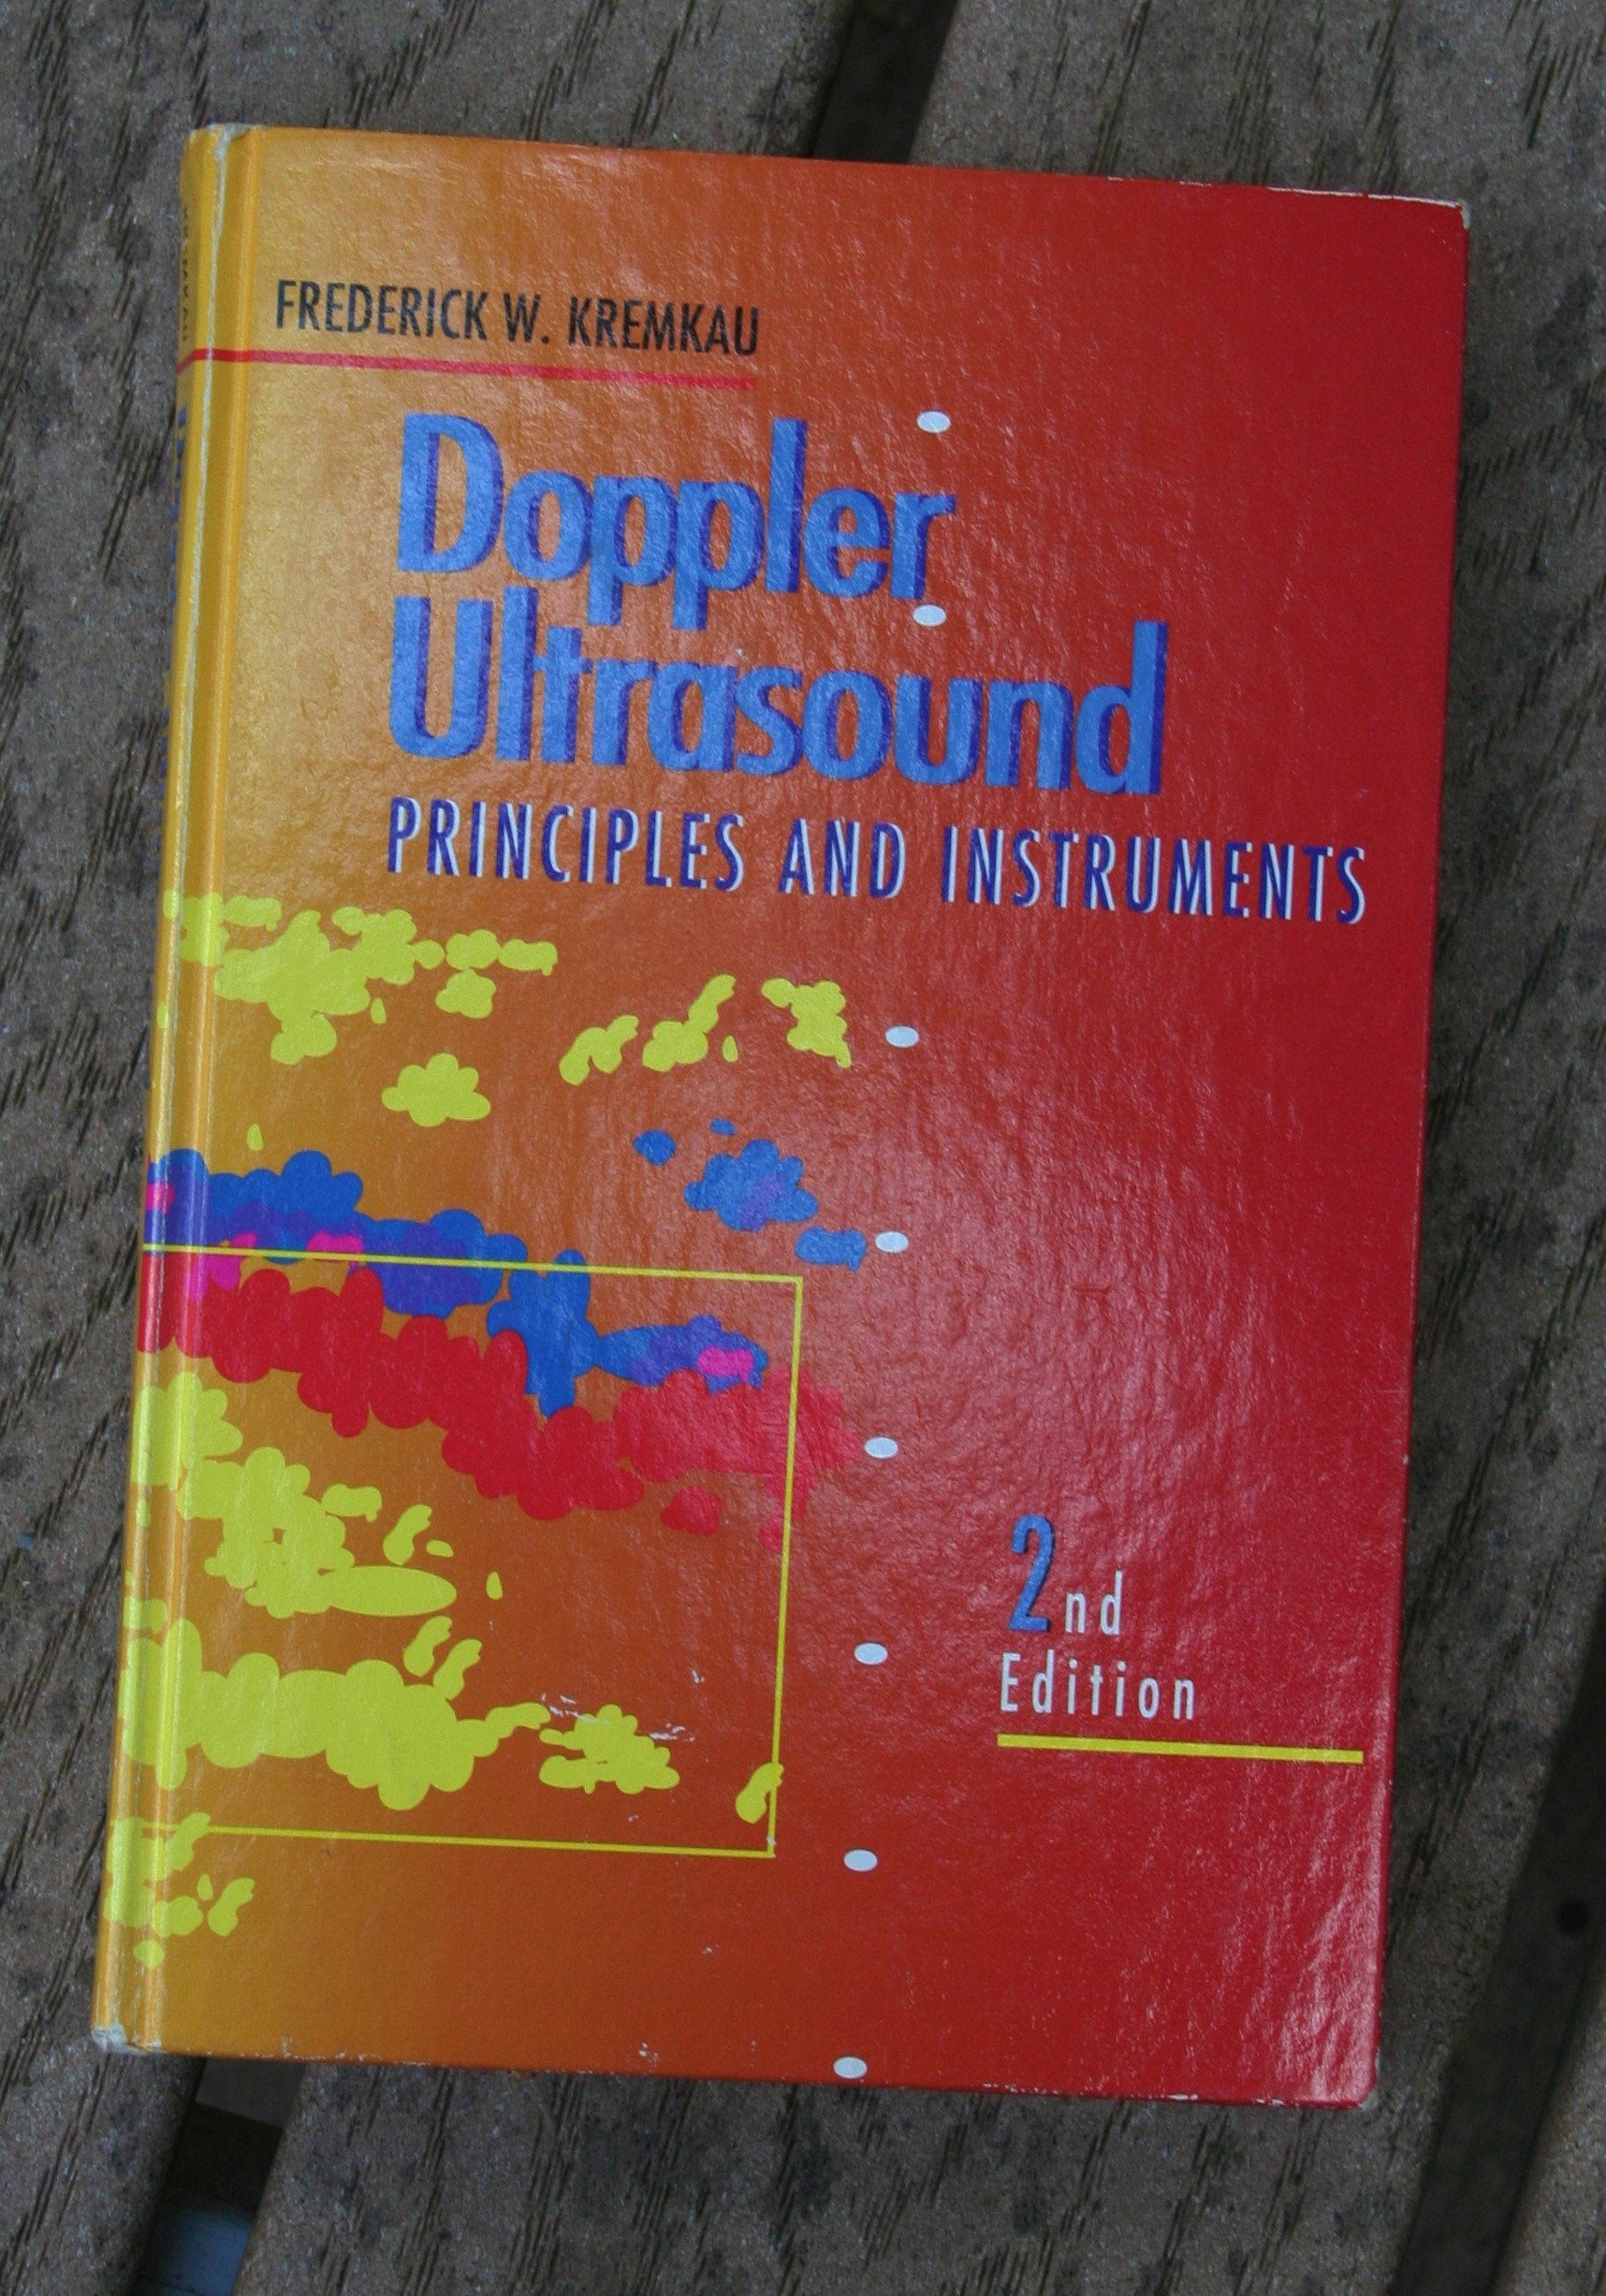 FREDERICK W. KREMKAU
Doppler
Ultrasound
PRINCIPLES AND INSTRUMENTS
2nd
Edition